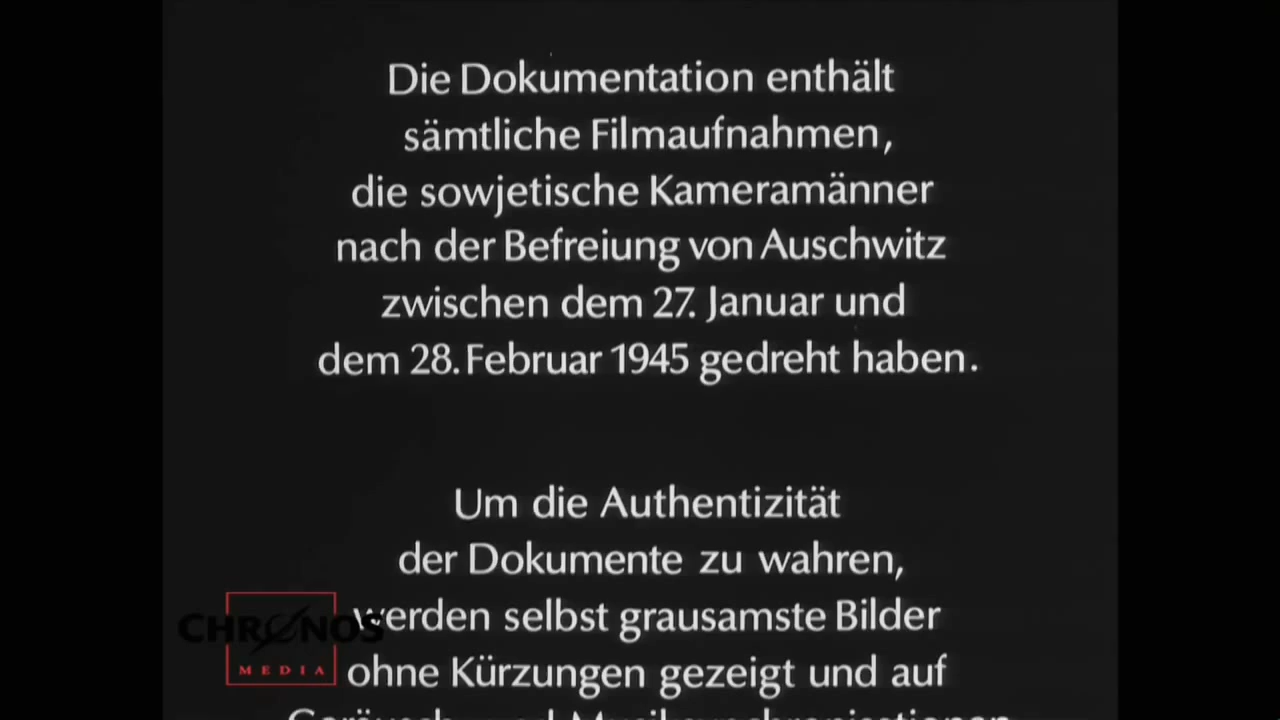 Die Dokumentation enthält
sämtliche Filmaufnahmen,
die sowjetische Kameramänner
nach der Befreiung von Auschwitz
zwischen dem 27. Januar und
dem 28. Februar 1945 gedreht haben.
Um die Authentizität
der Dokumente zu wahren,
werden selbst grausamste Bilder
ohne Kürzungen gezeigt und auf
CHRONOS
MEDIA